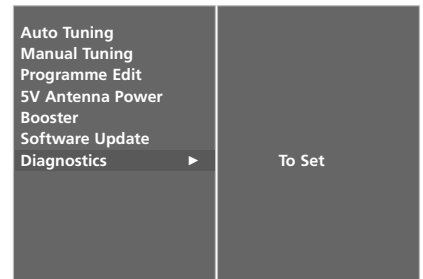 Auto Tuning
Manual Tuning
Programme Edit
5V Antenna Power
Booster
Software Update
Diagnostics ► To Set